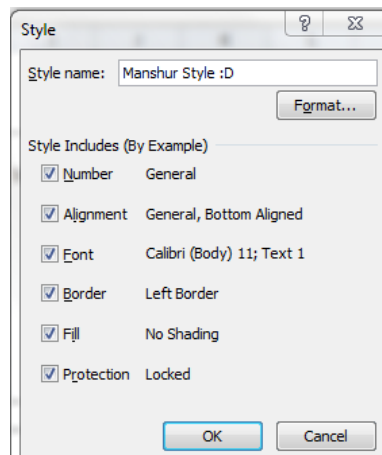 Style
Style name: Manshur Style :D
Format...
Style Includes (By Example)
Number General
Alignment General, Bottom Aligned
Font Calibri (Body) 11; Text 1
Border Left Border
Fill No Shading
Protection Locked
OK Cancel